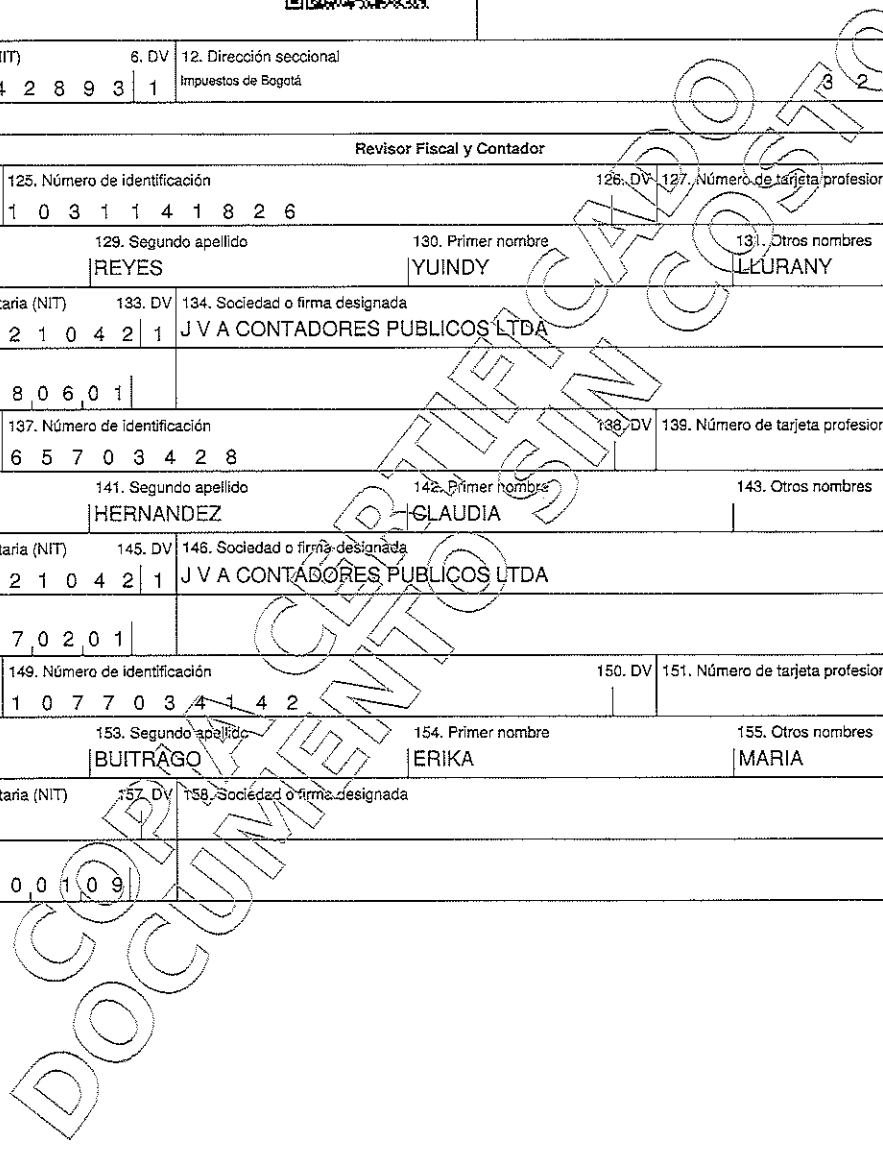 IIT) 6. DV 12. Dirección seccional
4 2 8 9 3 1 Impuestos de Bogotá 3 2
Revisor Fiscal y Contador
125. Número de identificación 126. DV 127. Número de tarjeta profesior
1 0 3 1 1 4 1 8 2 6
129. Segundo apellido 130. Primer nombre 131. Otros nombres
REYES YUINDY LLURANY
taria (NIT) 133. DV 134. Sociedad o firma designada
2 1 0 4 2 1 J V A CONTADORES PUBLICOS LTDA
8 0 6 0 1
137. Número de identificación 138. DV 139. Número de tarjeta profesior
6 5 7 0 3 4 2 8
141. Segundo apellido 142. Primer nombre 143. Otros nombres
HERNANDEZ CLAUDIA
taria (NIT) 145. DV 146. Sociedad o firma designada
2 1 0 4 2 1 J V A CONTADORES PUBLICOS LTDA
7 0 2 0 1
149. Número de identificación 150. DV 151. Número de tarjeta profesior
1 0 7 7 0 3 4 1 4 2
153. Segundo apellido 154. Primer nombre 155. Otros nombres
BUITRAGO ERIKA MARIA
taria (NIT) 157. DV 158. Sociedad o firma designada
0 0 1 0 9
COPIA CERTIFICADO
DOCUMENTO SIN COSTO